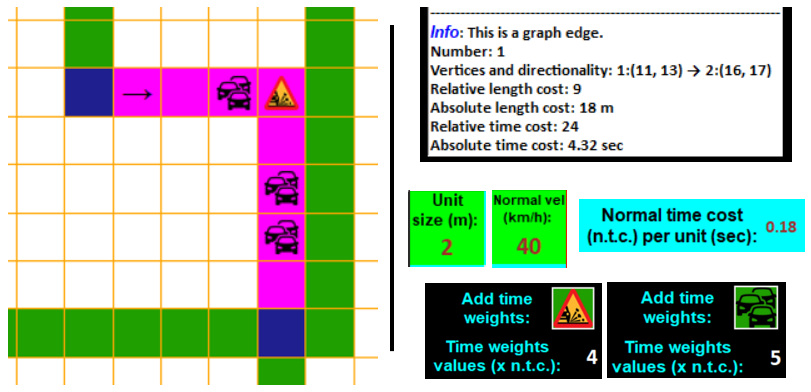 Info: This is a graph edge.
Number: 1
Vertices and directionality: 1:(11, 13) → 2:(16, 17)
Relative length cost: 9
Absolute length cost: 18 m
Relative time cost: 24
Absolute time cost: 4.32 sec
Unit
size (m):
2
Normal vel
(km/h):
40
Normal time cost
(n.t.c.) per unit (sec): 0.18
Add time
weights:
Time weights
values (x n.t.c.): 4
Add time
weights:
Time weights
values (x n.t.c.): 5